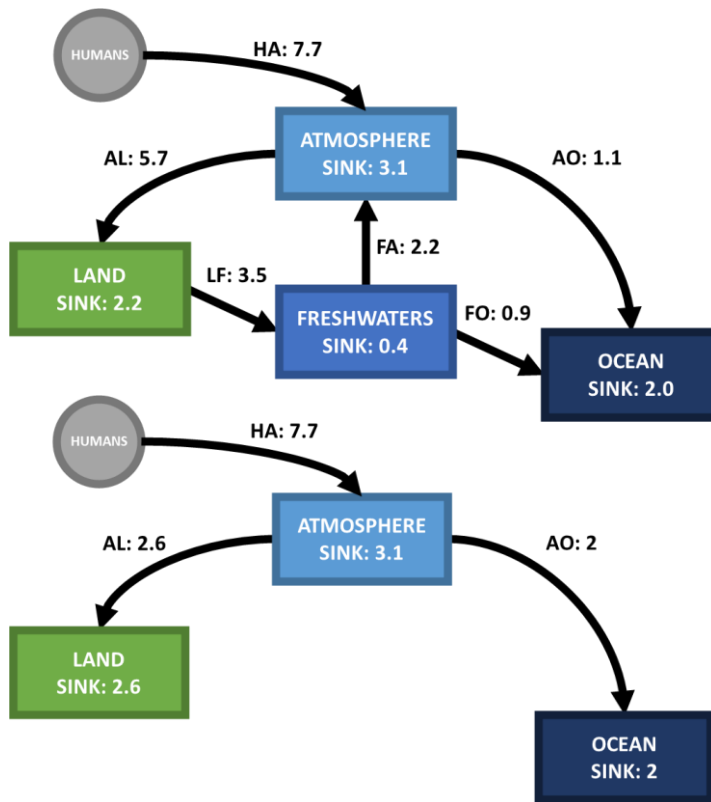 HUMANS
HA: 7.7
ATMOSPHERE
SINK: 3.1
AL: 5.7
AO: 1.1
FA: 2.2
LAND
SINK: 2.2
LF: 3.5
FRESHWATERS
SINK: 0.4
FO: 0.9
OCEAN
SINK: 2.0
HUMANS
HA: 7.7
ATMOSPHERE
SINK: 3.1
AL: 2.6
AO: 2
LAND
SINK: 2.6
OCEAN
SINK: 2